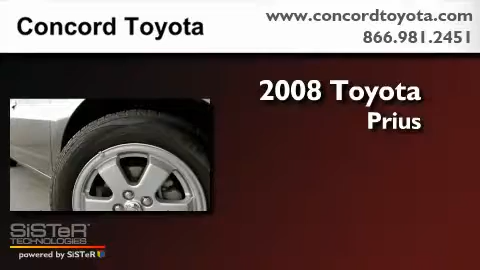 Concord Toyota
www.concordtoyota.com
866.981.2451
2008 Toyota
Prius
SiSTeR
TECHNOLOGIES
powered by SiSTeR